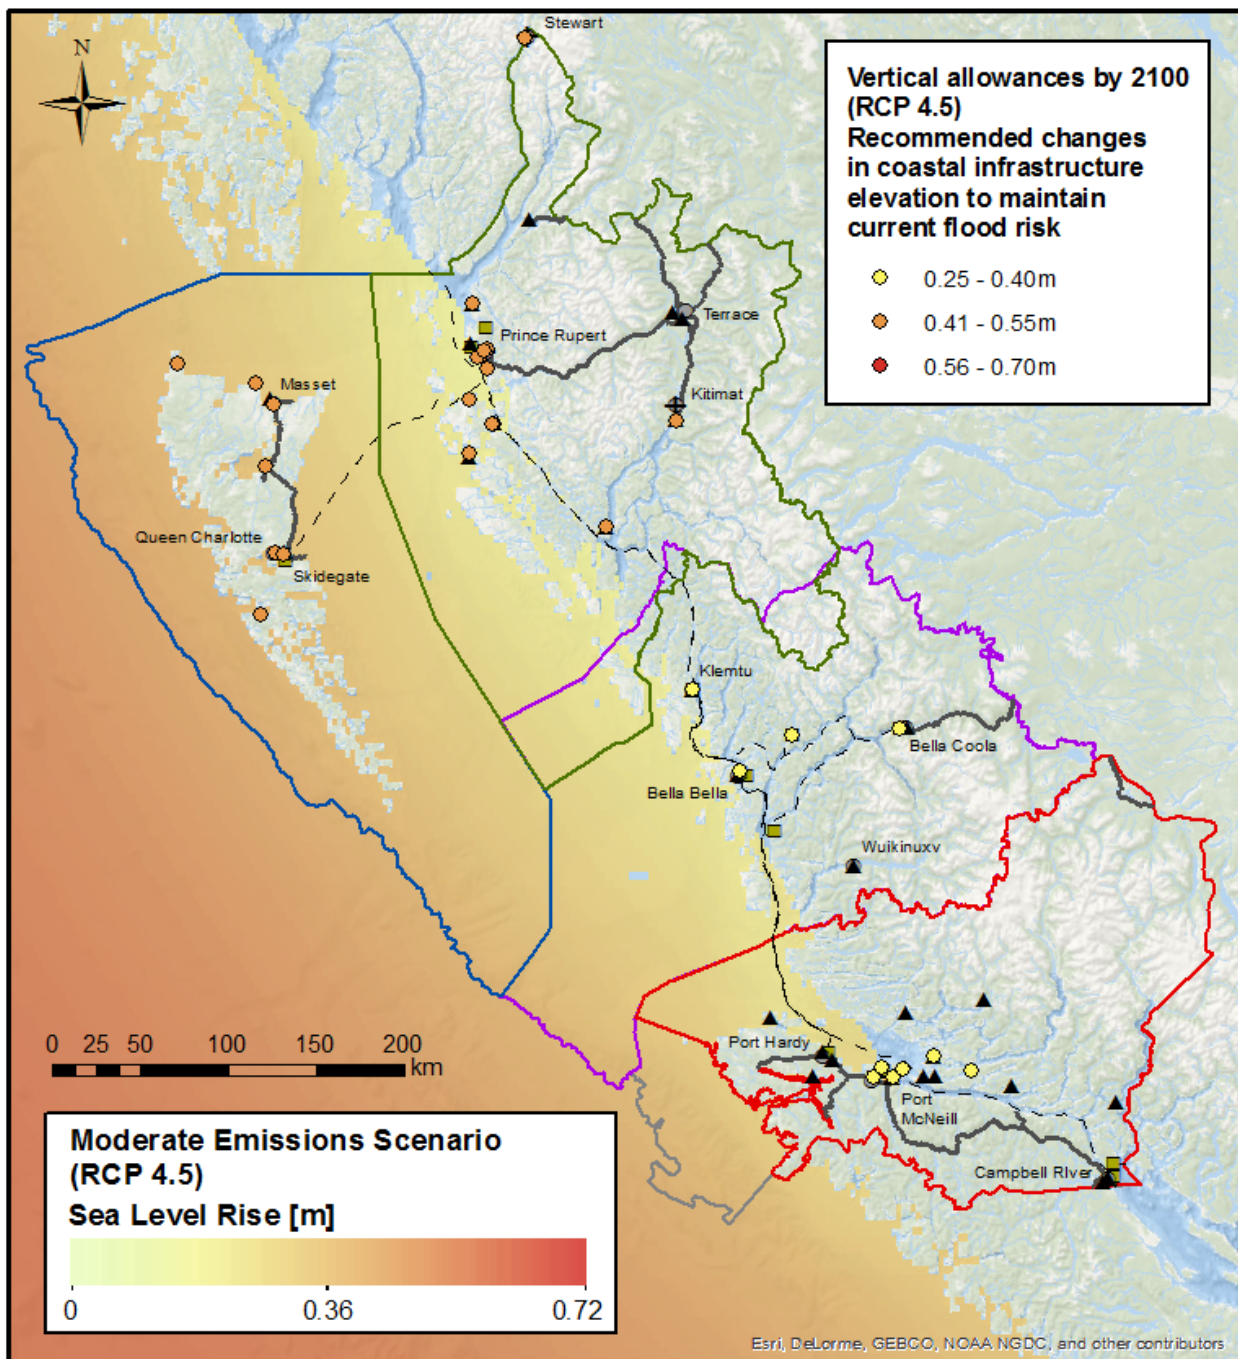 Stewart
N
Vertical allowances by 2100
(RCP 4.5)
Recommended changes
in coastal infrastructure
elevation to maintain
current flood risk
0.25 - 0.40m
0.41 - 0.55m
0.56 - 0.70m
Terrace
Prince Rupert
Masset
Kitimat
Queen Charlotte
Skidegate
Klemtu
Bella Coola
Bella Bella
Wuikinuxv
Port Hardy
0 25 50 100 150 200
km
Port
McNeill
Campbell RIver
Moderate Emissions Scenario
(RCP 4.5)
Sea Level Rise [m]
0 0.36 0.72
Esri, DeLorme, GEBCO, NOAA NGDC, and other contributors